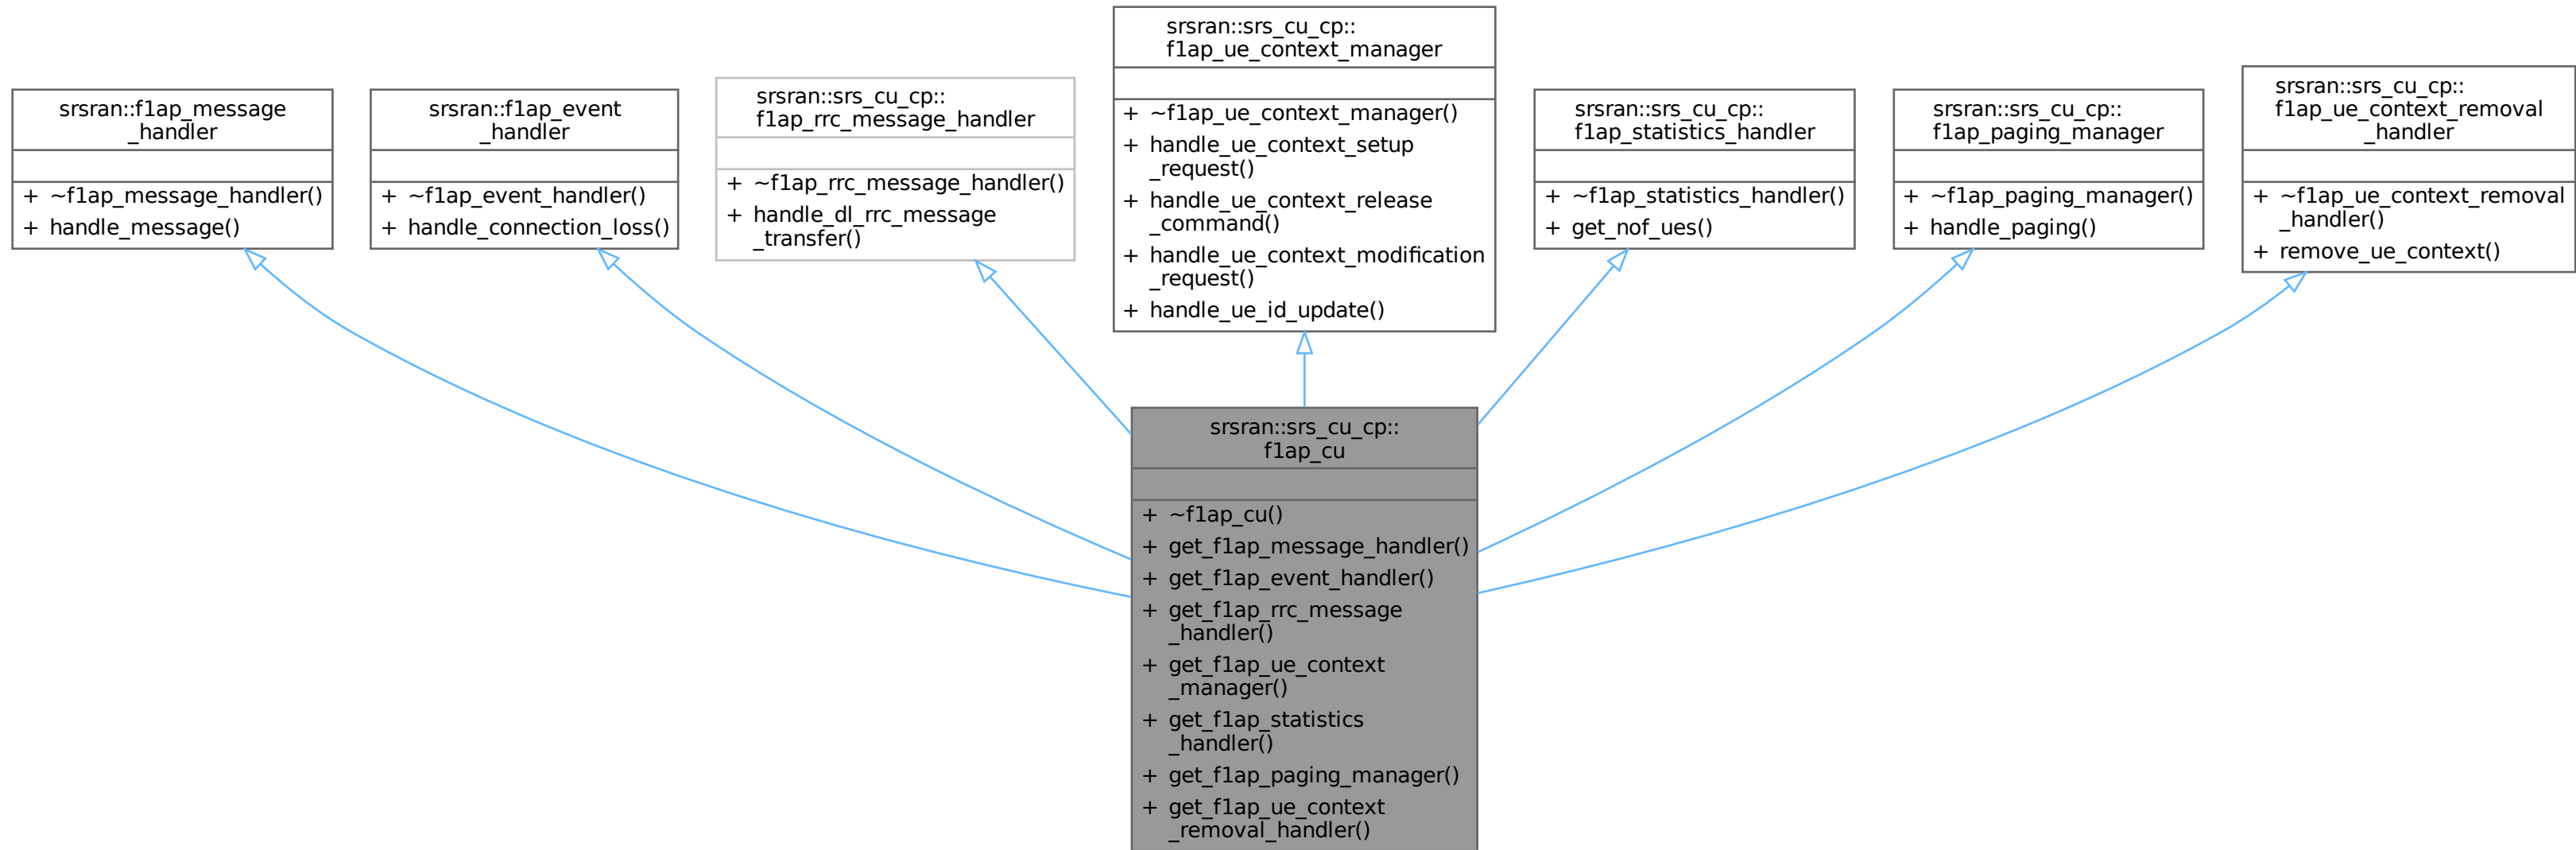 srsran::f1ap_message
_handler
+ ~f1ap_message_handler()
+ handle_message()
srsran::f1ap_event
_handler
+ ~f1ap_event_handler()
+ handle_connection_loss()
srsran::srs_cu_cp::
f1ap_rrc_message_handler
+ ~f1ap_rrc_message_handler()
+ handle_dl_rrc_message
_transfer()
srsran::srs_cu_cp::
f1ap_ue_context_manager
+ ~f1ap_ue_context_manager()
+ handle_ue_context_setup
_request()
+ handle_ue_context_release
_command()
+ handle_ue_context_modification
_request()
+ handle_ue_id_update()
srsran::srs_cu_cp::
f1ap_statistics_handler
+ ~f1ap_statistics_handler()
+ get_nof_ues()
srsran::srs_cu_cp::
f1ap_paging_manager
+ ~f1ap_paging_manager()
+ handle_paging()
srsran::srs_cu_cp::
f1ap_ue_context_removal
_handler
+ ~f1ap_ue_context_removal
_handler()
+ remove_ue_context()
srsran::srs_cu_cp::
f1ap_cu
+ ~f1ap_cu()
+ get_f1ap_message_handler()
+ get_f1ap_event_handler()
+ get_f1ap_rrc_message
_handler()
+ get_f1ap_ue_context
_manager()
+ get_f1ap_statistics
_handler()
+ get_f1ap_paging_manager()
+ get_f1ap_ue_context
_removal_handler()